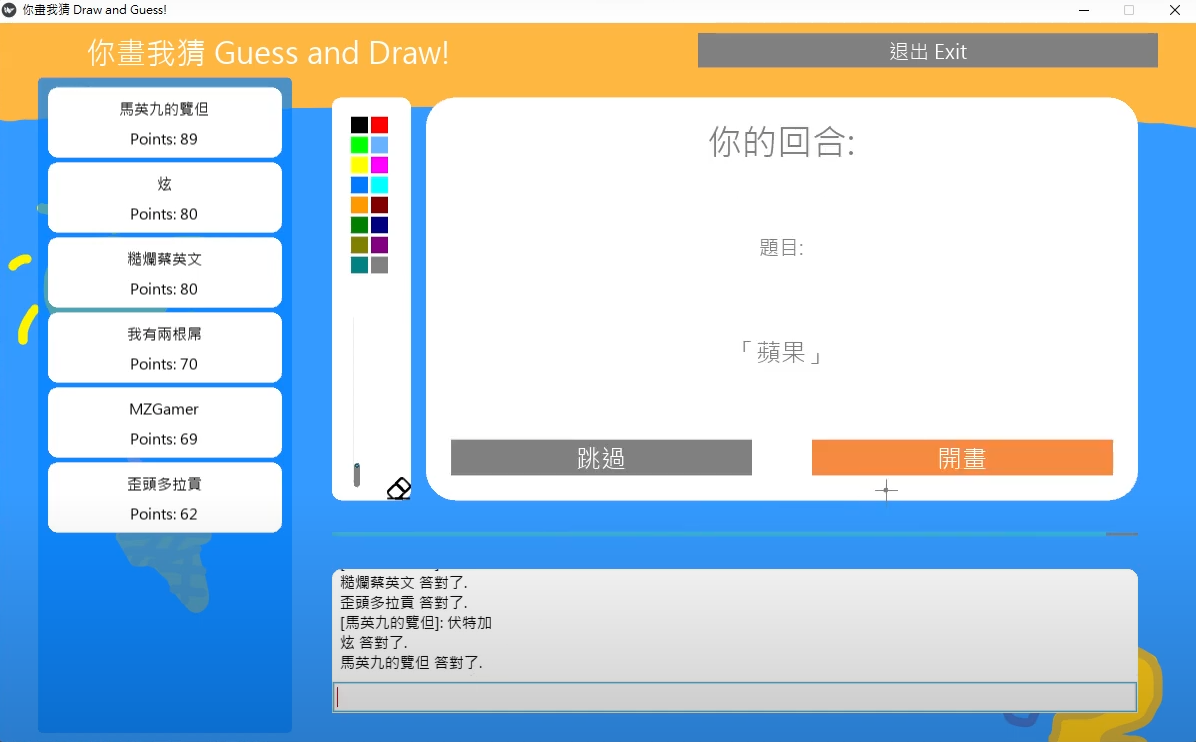 你畫我猜 Draw and Guess!
你畫我猜 Guess and Draw!
退出 Exit
馬英九的覽但
Points: 89
炫
Points: 80
糙爛蔡英文
Points: 80
我有兩根屌
Points: 70
MZGamer
Points: 69
歪頭多拉貢
Points: 62
你的回合:
題目:
「蘋果」
跳過
開畫
糙爛蔡英文 答對了.
歪頭多拉貢 答對了.
[馬英九的覽但]: 伏特加
炫 答對了.
馬英九的覽但 答對了.